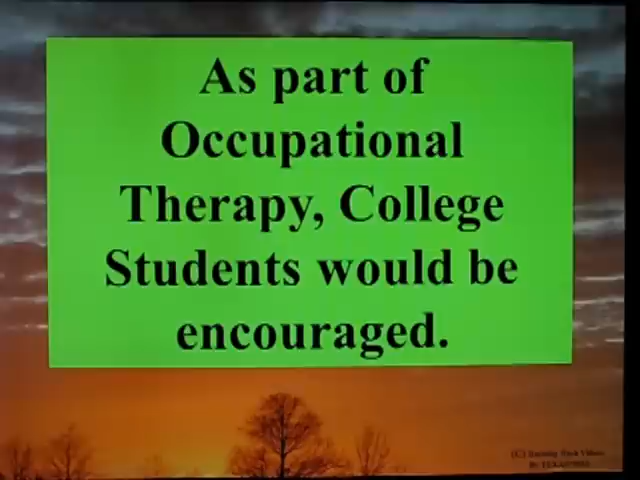 As part of
Occupational
Therapy, College
Students would be
encouraged.